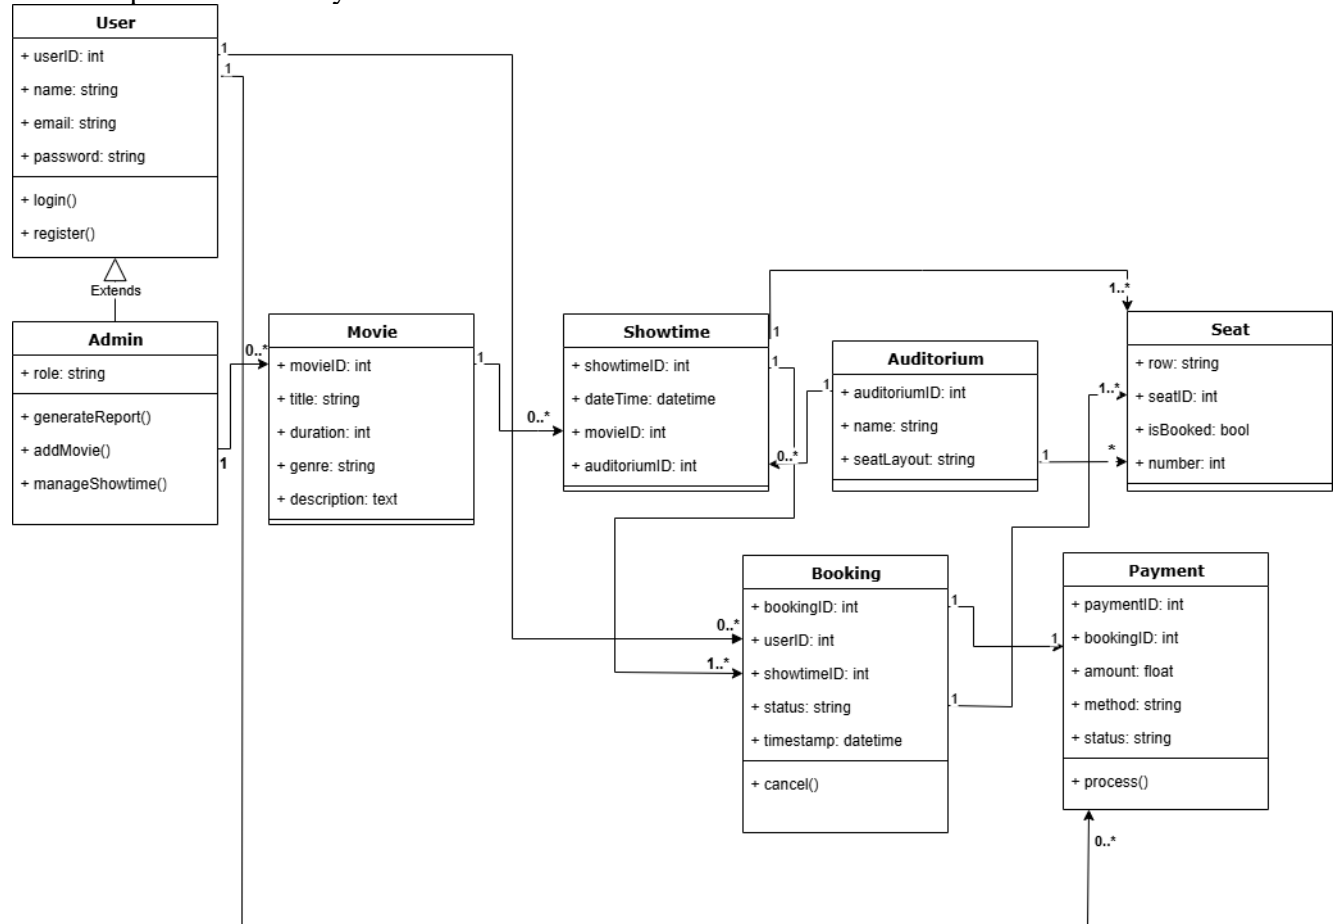 User
+ userID: int
+ name: string
+ email: string
+ password: string
+ login()
+ register()
1
1
Extends
Admin
+ role: string
+ generateReport()
+ addMovie()
+ manageShowtime()
1
0..*
Movie
+ movieID: int
+ title: string
+ duration: int
+ genre: string
+ description: text
1
0..*
Showtime
+ showtimeID: int
+ dateTime: datetime
+ movieID: int
+ auditoriumID: int
1
1
0..*
1
Auditorium
+ auditoriumID: int
+ name: string
+ seatLayout: string
1
*
1..*
1..*
Seat
+ row: string
+ seatID: int
+ isBooked: bool
+ number: int
0..*
1..*
Booking
+ bookingID: int
+ userID: int
+ showtimeID: int
+ status: string
+ timestamp: datetime
+ cancel()
1
1
1
Payment
+ paymentID: int
+ bookingID: int
+ amount: float
+ method: string
+ status: string
+ process()
0..*